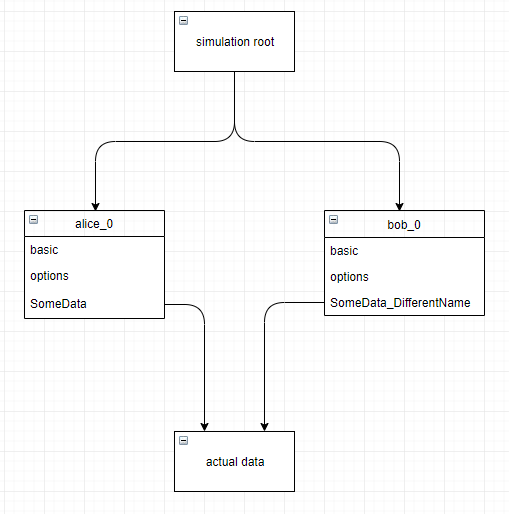 simulation root
alice_0
basic
options
SomeData
bob_0
basic
options
SomeData_DifferentName
actual data